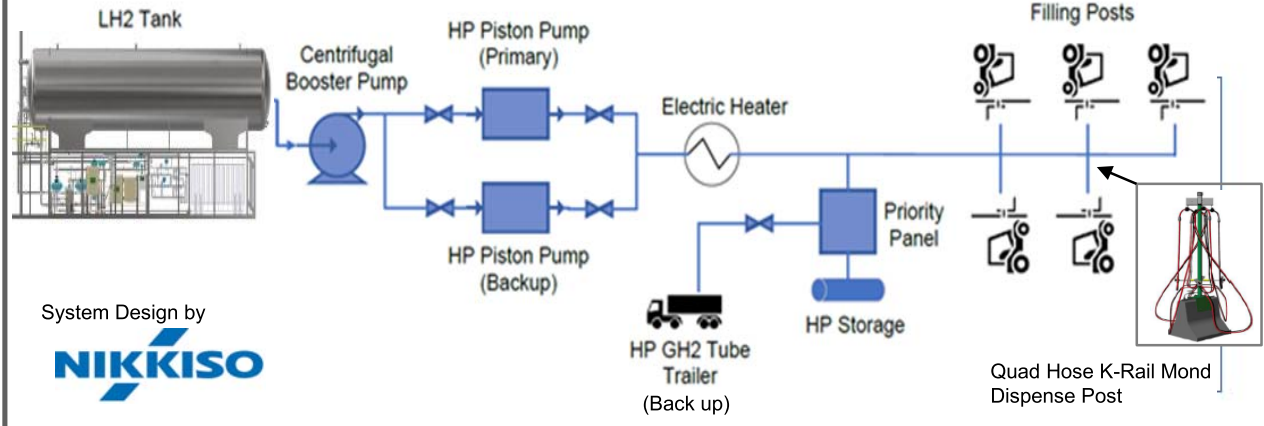 LH2 Tank
Centrifugal
Booster Pump
HP Piston Pump
(Primary)
HP Piston Pump
(Backup)
Electric Heater
Filling Posts
Priority
Panel
HP Storage
HP GH2 Tube
Trailer
(Back up)
Quad Hose K-Rail Mond
Dispense Post
System Design by
NIKKISO